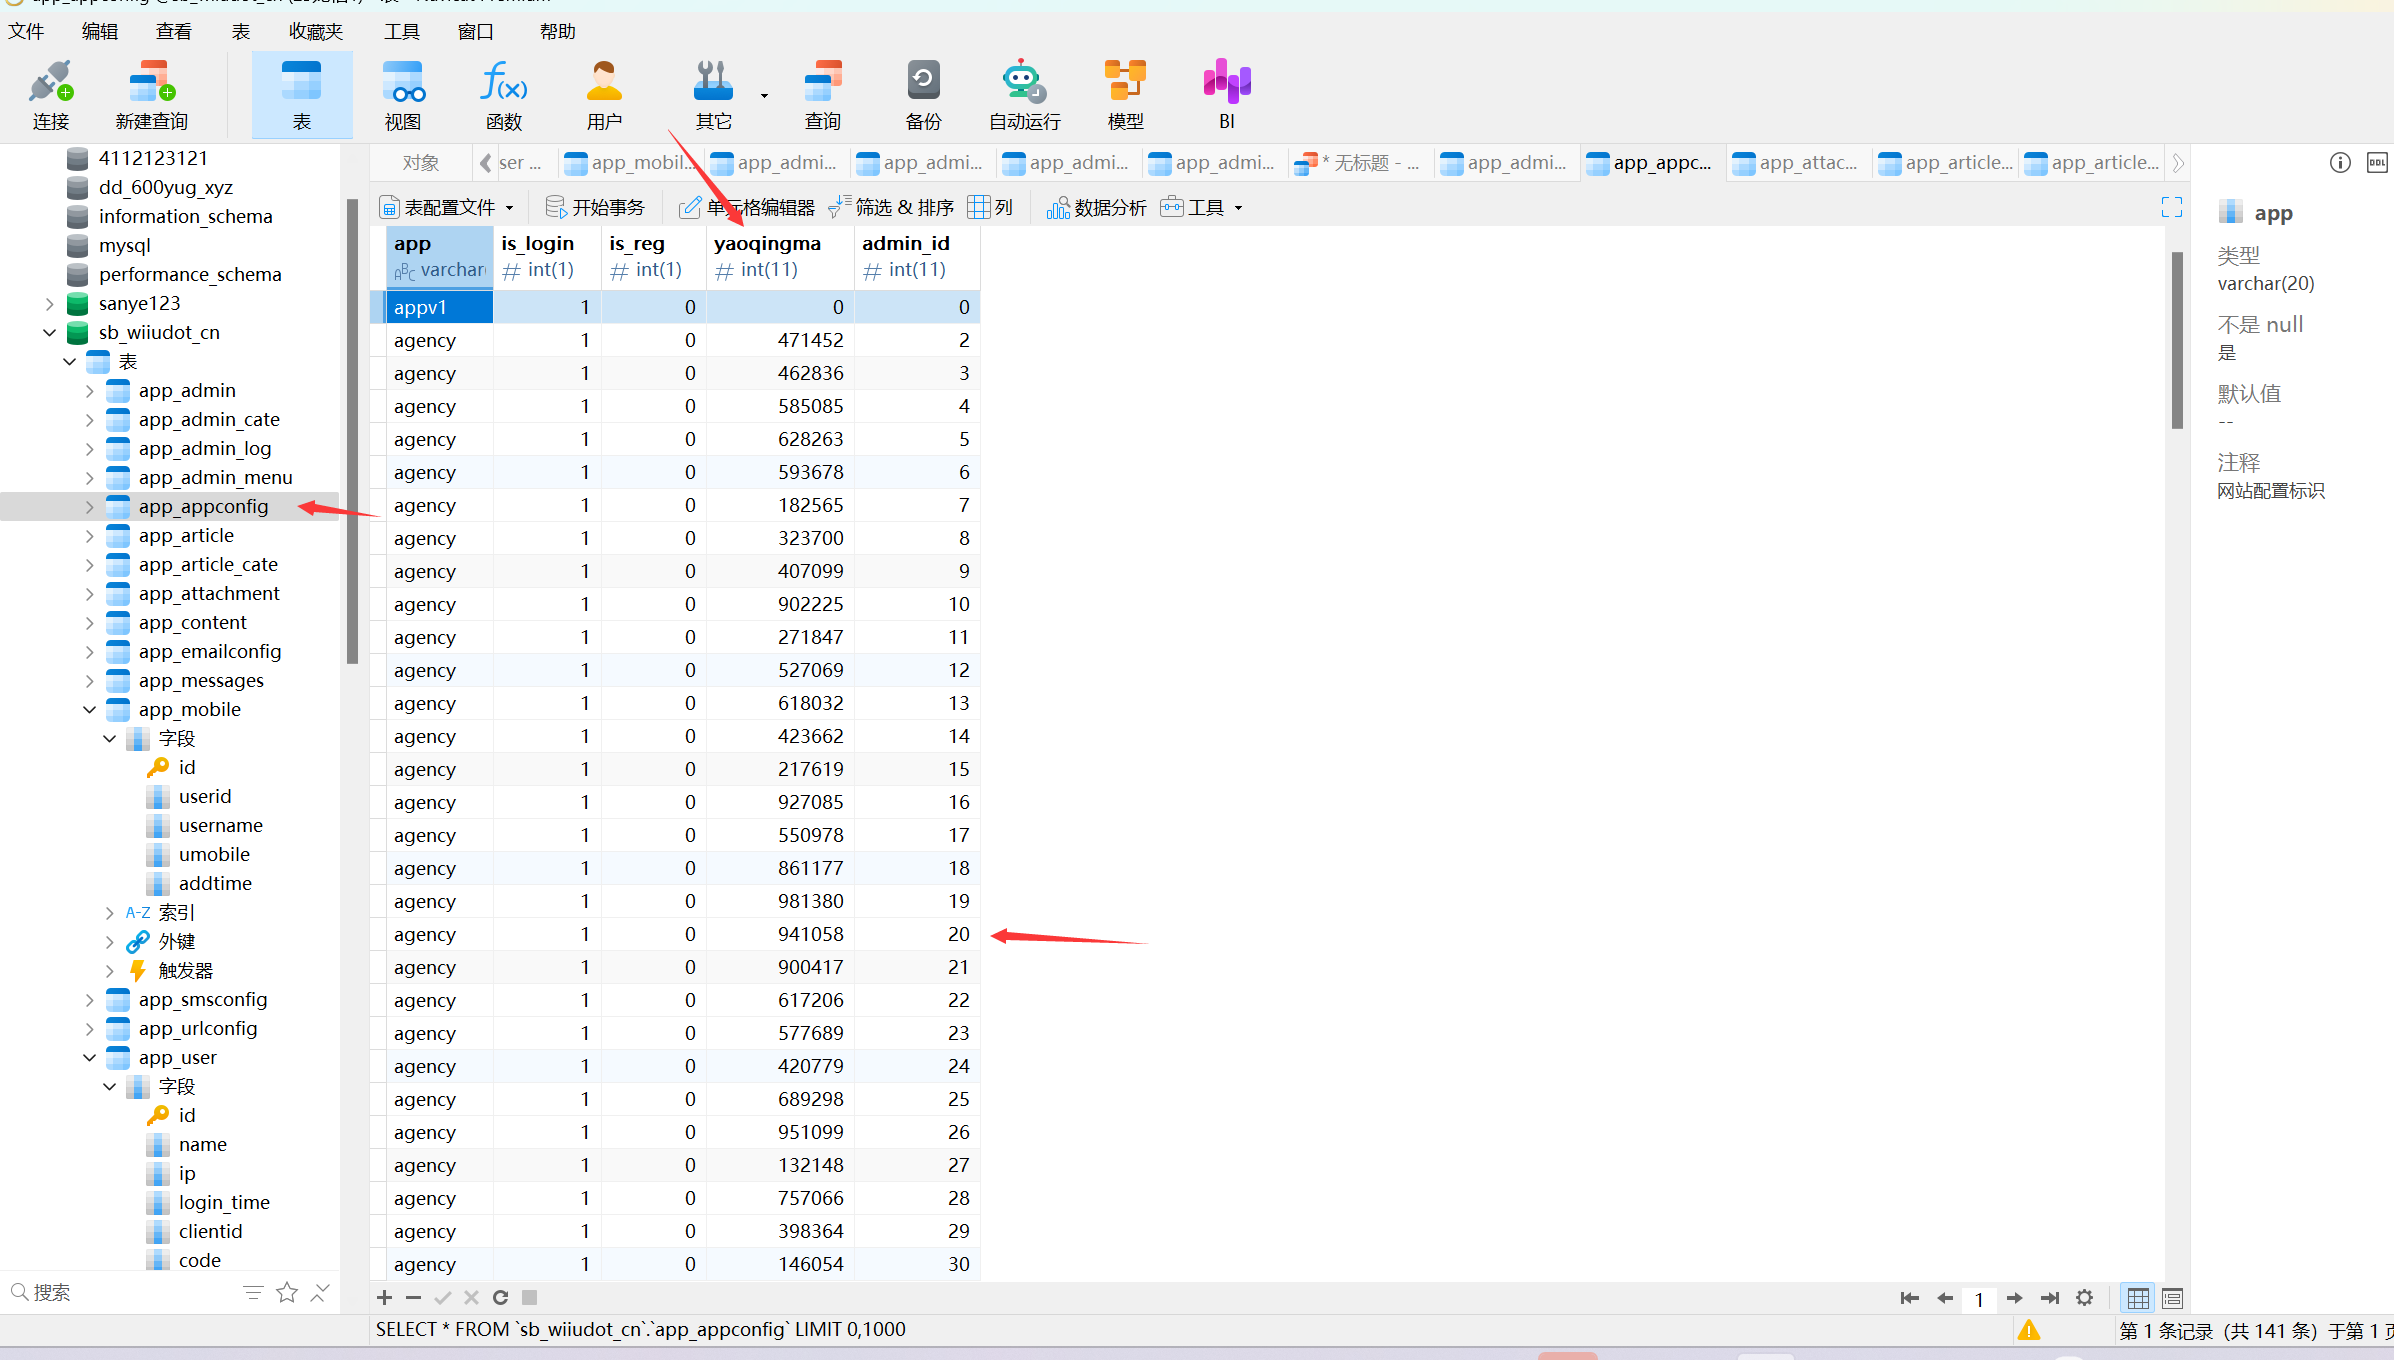 文件 编辑 查看 表 收藏夹 工具 窗口 帮助
连接 新建查询 表 视图 函数 用户 其它 查询 备份 自动运行 模型 BI
4112123121
dd_600yug_xyz
information_schema
mysql
performance_schema
sanye123
sb_wiiudot_cn
表
app_admin
app_admin_cate
app_admin_log
app_admin_menu
app_appconfig
app_article
app_article_cate
app_attachment
app_content
app_emailconfig
app_messages
app_mobile
字段
id
userid
username
umobile
addtime
A-Z 索引
外键
触发器
app_smsconfig
app_urlconfig
app_user
字段
id
name
ip
login_time
clientid
code
搜索
对象 ser ... app_mobil... app_admi... app_admi... app_admi... app_admi... * 无标题 - ... app_admi... app_appc... app_attac... app_article... app_article...
表配置文件 开始事务 单元格编辑器 筛选 & 排序 列 数据分析 工具
app is_login is_reg yaoqingma admin_id
ABC varchar # int(1) # int(1) # int(11) # int(11)
appv1 1 0 0 0
agency 1 0 471452 2
agency 1 0 462836 3
agency 1 0 585085 4
agency 1 0 628263 5
agency 1 0 593678 6
agency 1 0 182565 7
agency 1 0 323700 8
agency 1 0 407099 9
agency 1 0 902225 10
agency 1 0 271847 11
agency 1 0 527069 12
agency 1 0 618032 13
agency 1 0 423662 14
agency 1 0 217619 15
agency 1 0 927085 16
agency 1 0 550978 17
agency 1 0 861177 18
agency 1 0 981380 19
agency 1 0 941058 20
agency 1 0 900417 21
agency 1 0 617206 22
agency 1 0 577689 23
agency 1 0 420779 24
agency 1 0 689298 25
agency 1 0 951099 26
agency 1 0 132148 27
agency 1 0 757066 28
agency 1 0 398364 29
agency 1 0 146054 30
1
SELECT * FROM `sb_wiiudot_cn`.`app_appconfig` LIMIT 0,1000
第 1 条记录 (共 141 条) 于第 1
DDL
app
类型
varchar(20)
不是 null
是
默认值
--
注释
网站配置标识